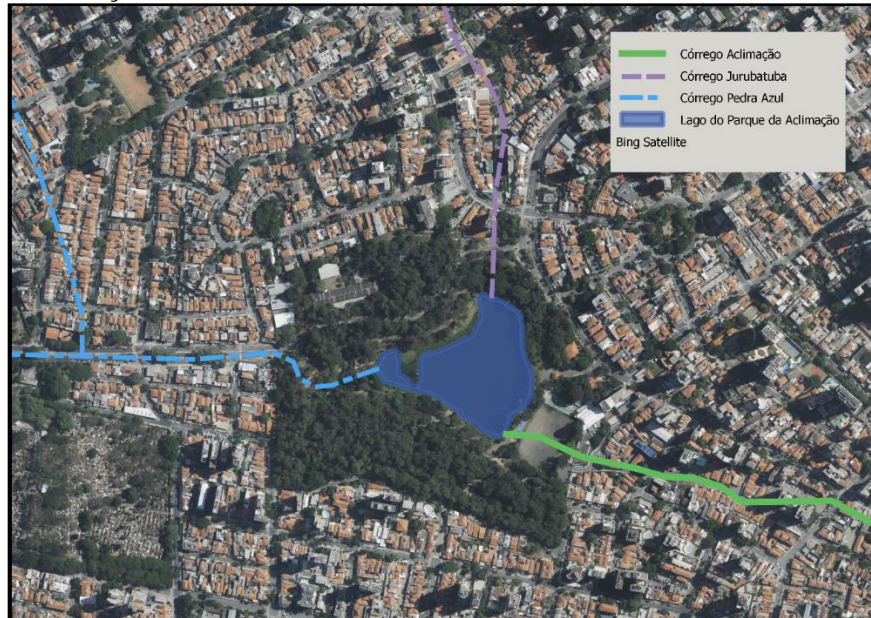 Córrego Aclimação
Córrego Jurubatuba
Córrego Pedra Azul
Lago do Parque da Aclimação
Bing Satellite